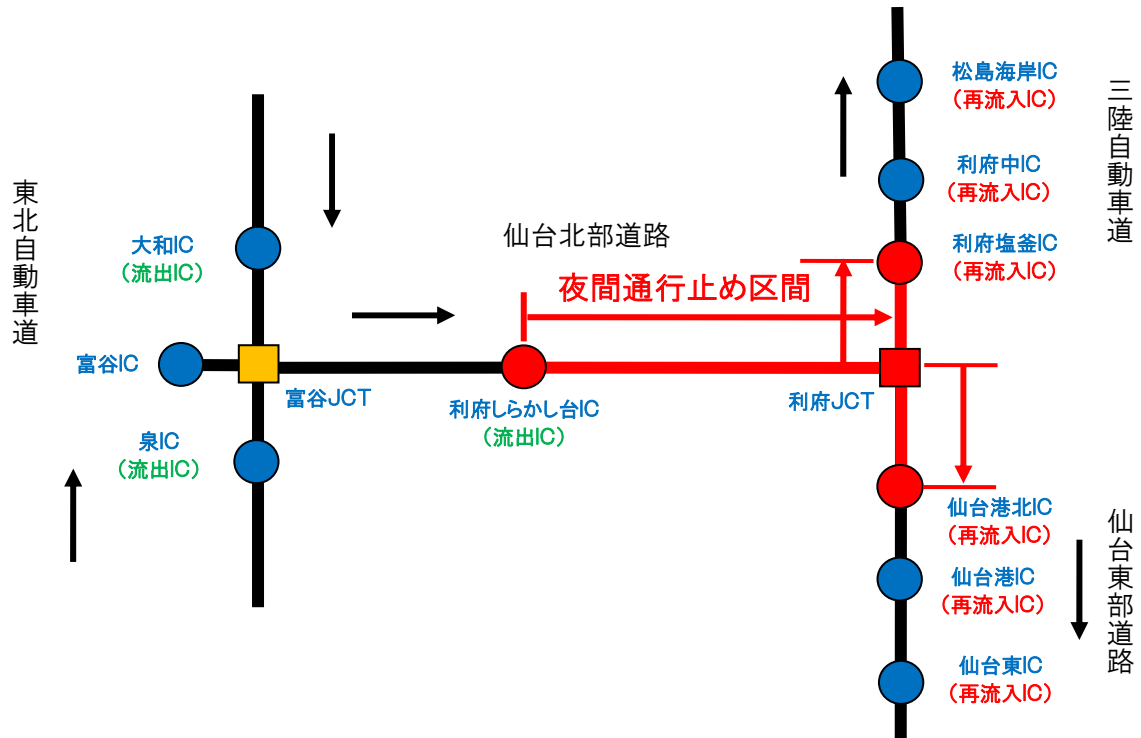 東北自動車道
大和IC
(流出IC)
富谷IC
富谷JCT
泉IC
(流出IC)
仙台北部道路
夜間通行止め区間
利府しらかし台IC
(流出IC)
利府JCT
松島海岸IC
(再流入IC)
利府中IC
(再流入IC)
利府塩釜IC
(再流入IC)
三陸自動車道
仙台港北IC
(再流入IC)
仙台港IC
(再流入IC)
仙台東IC
(再流入IC)
仙台東部道路